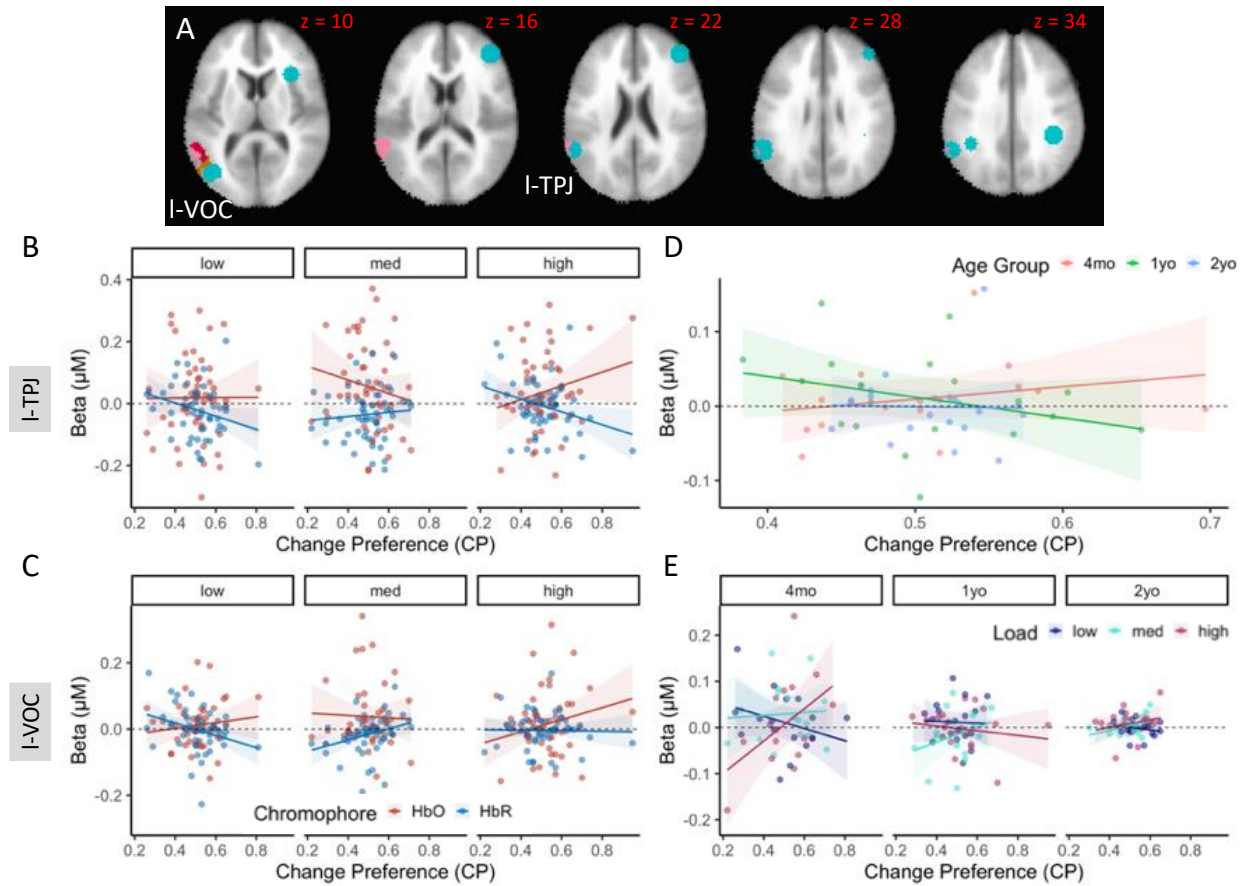 A
z = 10
z = 16
z = 22
z = 28
z = 34
l-VOC
l-TPJ
B
low
med
high
l-TPJ
Beta (μM)
0.4
0.2
0.0
-0.2
0.2 0.4 0.6 0.8
0.2 0.4 0.6 0.8
0.2 0.4 0.6 0.8
Change Preference (CP)
D
Age Group 4mo 1yo 2yo
Beta (μM)
0.1
0.0
-0.1
0.4 0.5 0.6 0.7
Change Preference (CP)
C
low
med
high
l-VOC
Beta (μM)
0.2
0.0
-0.2
Chromophore HbO HbR
0.2 0.4 0.6 0.8
0.2 0.4 0.6 0.8
0.2 0.4 0.6 0.8
Change Preference (CP)
E
4mo
1yo
2yo
Load low med high
Beta (μM)
0.2
0.1
0.0
-0.1
-0.2
0.2 0.4 0.6 0.8
0.2 0.4 0.6 0.8
0.2 0.4 0.6 0.8
Change Preference (CP)